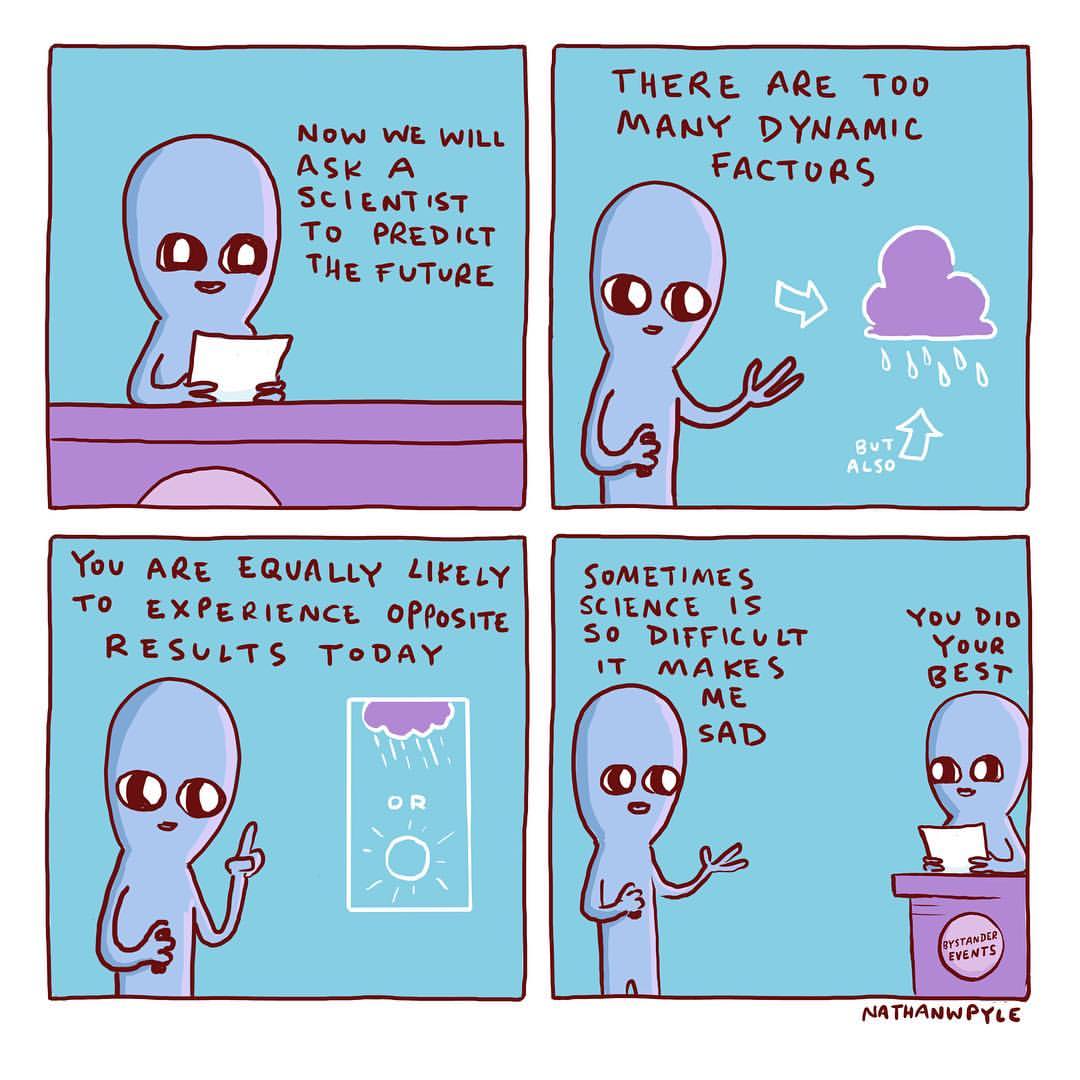 NOW WE WILL
ASK A
SCIENTIST
TO PREDICT
THE FUTURE
THERE ARE TOO
MANY DYNAMIC
FACTORS
BUT
ALSO
YOU ARE EQUALLY LIKELY
TO EXPERIENCE OPPOSITE
RESULTS TODAY
OR
SOMETIMES
SCIENCE IS
SO DIFFICULT
IT MAKES
ME
SAD
YOU DID
YOUR
BEST
BYSTANDER
EVENTS
NATHANWPYLE